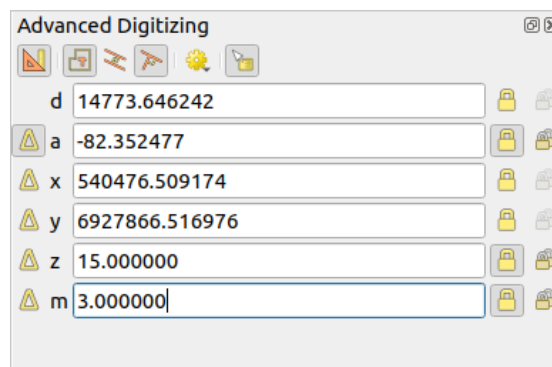 Advanced Digitizing
d 14773.646242
a -82.352477
x 540476.509174
y 6927866.516976
z 15.000000
m 3.000000